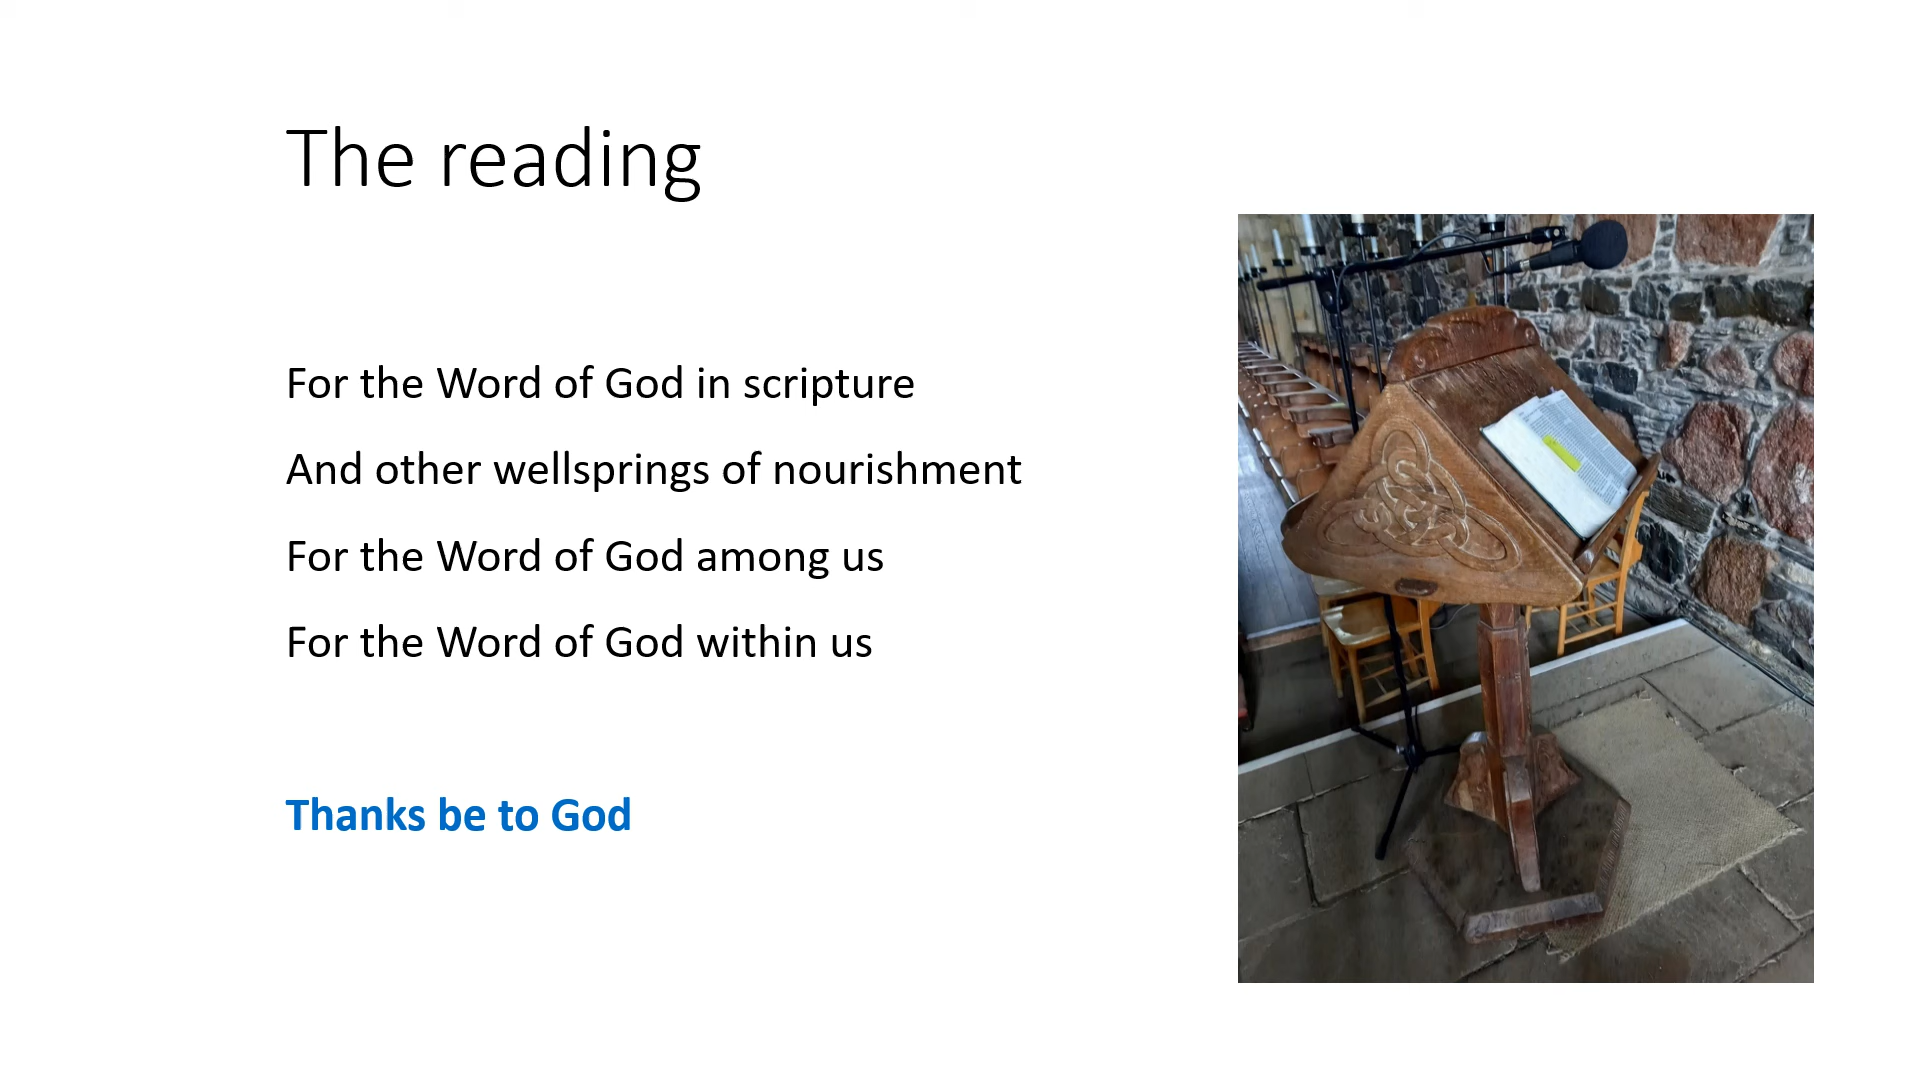 The reading
For the Word of God in scripture
And other wellsprings of nourishment
For the Word of God among us
For the Word of God within us
Thanks be to God